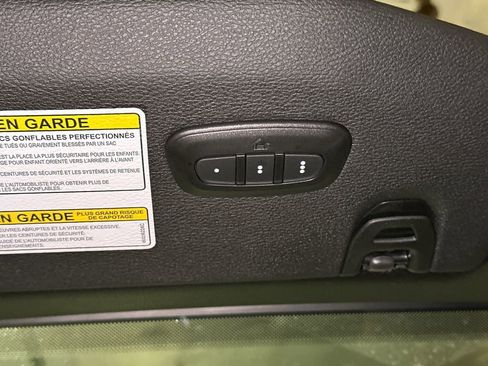 EN GARDE
CS GONFLABLES PERFECTIONNÉS
TUÉS OU GRAVEMENT BLESSÉS PAR UN SAC
EST LA PLACE LA PLUS SÉCURITAIRE POUR LES ENFANTS.
GE POUR ENFANT ORIENTÉ VERS L'ARRIÈRE À L'AVANT
CEINTURES DE SÉCURITÉ ET LES SYSTÈMES DE RETENUE
DE L'AUTOMOBILISTE POUR OBTENIR PLUS DE
LES SACS GONFLABLES.
EN GARDE PLUS GRAND RISQUE
DE CAPOTAGE
ŒUVRES ABRUPTES ET LA VITESSE EXCESSIVE.
LES CEINTURES DE SÉCURITÉ.
GUIDE DE L'AUTOMOBILISTE POUR DE
RENSEIGNEMENTS.